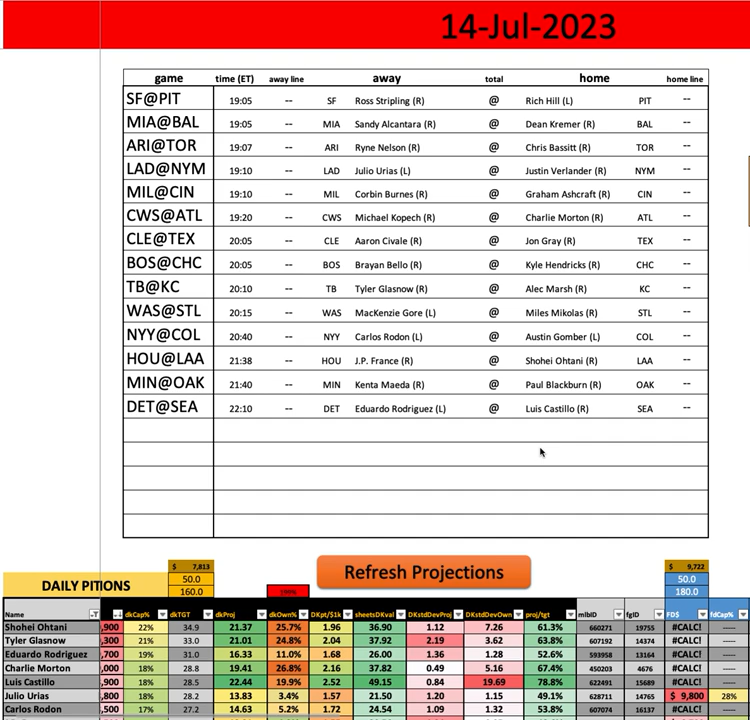 14-Jul-2023
game time (ET) away line away total home home line
SF@PIT 19:05 -- SF Ross Stripling (R) @ Rich Hill (L) PIT --
MIA@BAL 19:05 -- MIA Sandy Alcantara (R) @ Dean Kremer (R) BAL --
ARI@TOR 19:07 -- ARI Ryne Nelson (R) @ Chris Bassitt (R) TOR --
LAD@NYM 19:10 -- LAD Julio Urias (L) @ Justin Verlander (R) NYM --
MIL@CIN 19:10 -- MIL Corbin Burnes (R) @ Graham Ashcraft (R) CIN --
CWS@ATL 19:20 -- CWS Michael Kopech (R) @ Charlie Morton (R) ATL --
CLE@TEX 20:05 -- CLE Aaron Civale (R) @ Jon Gray (R) TEX --
BOS@CHC 20:05 -- BOS Brayan Bello (R) @ Kyle Hendricks (R) CHC --
TB@KC 20:10 -- TB Tyler Glasnow (R) @ Alec Marsh (R) KC --
WAS@STL 20:15 -- WAS MacKenzie Gore (L) @ Miles Mikolas (R) STL --
NYY@COL 20:40 -- NYY Carlos Rodon (L) @ Austin Gomber (L) COL --
HOU@LAA 21:38 -- HOU J.P. France (R) @ Shohei Ohtani (R) LAA --
MIN@OAK 21:40 -- MIN Kenta Maeda (R) @ Paul Blackburn (R) OAK --
DET@SEA 22:10 -- DET Eduardo Rodriguez (L) @ Luis Castillo (R) SEA --
$ 7,813 $ 9,722
DAILY PITIONS 50.0 Refresh Projections 50.0
160.0 180.0
Name dkCap% dkTGT dkProj dkOwn% DKpt/$1k sheetsDKval DKstdDevProj DKstdDevOwn proj/tgt mlbID fgID FD$ fdCap%
Shohei Ohtani ,900 22% 34.9 21.37 25.7% 1.96 36.90 1.12 7.26 61.3% 660271 19755 #CALC! -----
Tyler Glasnow ,300 21% 33.0 21.01 24.8% 2.04 37.92 2.19 3.62 63.8% 607192 14374 #CALC! -----
Eduardo Rodriguez ,700 19% 31.0 16.33 11.0% 1.68 26.00 1.36 1.28 52.6% 593958 13164 #CALC! -----
Charlie Morton ,000 18% 28.8 19.41 26.8% 2.16 37.82 0.49 5.16 67.4% 450203 4676 #CALC! -----
Luis Castillo ,900 18% 28.5 22.44 19.9% 2.52 49.15 0.84 19.69 78.8% 622491 15689 #CALC! -----
Julio Urias ,800 18% 28.2 13.83 3.4% 1.57 21.50 1.20 1.15 49.1% 628711 14765 $ 9,800 28%
Carlos Rodon ,500 17% 27.2 14.63 5.2% 1.72 24.54 1.09 1.32 53.8% 607074 16137 #CALC! -----